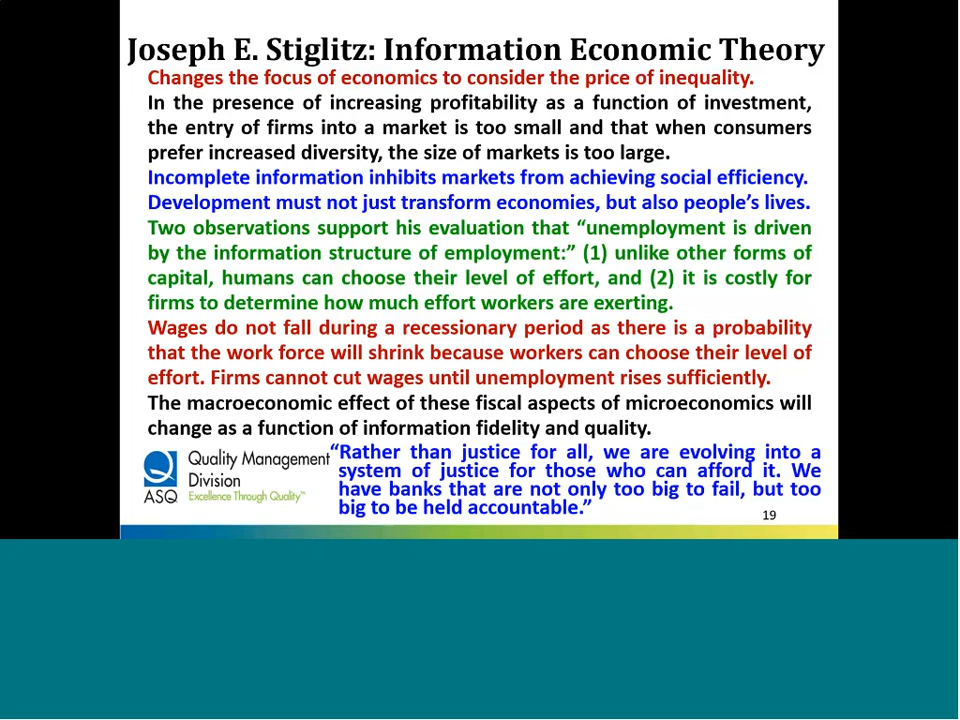 Joseph E. Stiglitz: Information Economic Theory
Changes the focus of economics to consider the price of inequality.
In the presence of increasing profitability as a function of investment,
the entry of firms into a market is too small and that when consumers
prefer increased diversity, the size of markets is too large.
Incomplete information inhibits markets from achieving social efficiency.
Development must not just transform economies, but also people's lives.
Two observations support his evaluation that “unemployment is driven
by the information structure of employment:” (1) unlike other forms of
capital, humans can choose their level of effort, and (2) it is costly for
firms to determine how much effort workers are exerting.
Wages do not fall during a recessionary period as there is a probability
that the work force will shrink because workers can choose their level of
effort. Firms cannot cut wages until unemployment rises sufficiently.
The macroeconomic effect of these fiscal aspects of microeconomics will
change as a function of information fidelity and quality.
“Rather than justice for all, we are evolving into a
system of justice for those who can afford it. We
have banks that are not only too big to fail, but too
big to be held accountable.”
Quality Management
Division
Excellence Through Quality™
ASQ
19